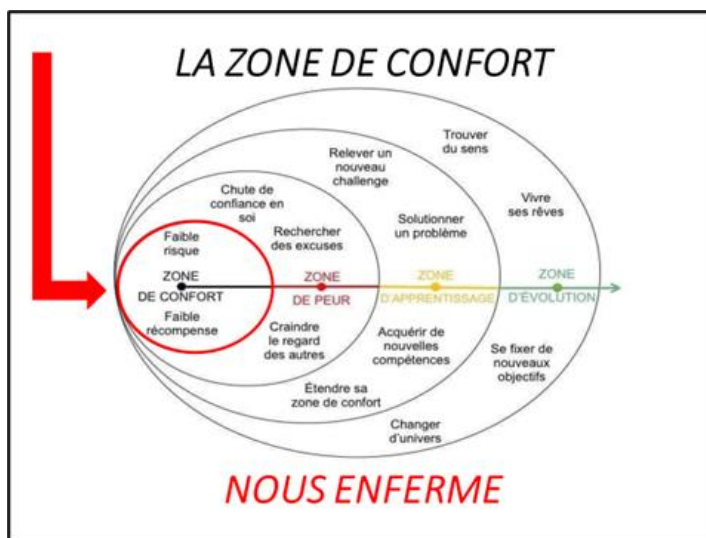 LA ZONE DE CONFORT
Trouver
du sens
Relever un
nouveau
challenge
Chute de
confiance en
soi
Vivre
ses rêves
Solutionner
un problème
Rechercher
des excuses
Faible
risque
ZONE
DE CONFORT
ZONE
DE PEUR
ZONE
D'APPRENTISSAGE
ZONE
D'ÉVOLUTION
Faible
récompense
Craindre
le regard
des autres
Acquérir de
nouvelles
compétences
Se fixer de
nouveaux
objectifs
Étendre sa
zone de confort
Changer
d'univers
NOUS ENFERME